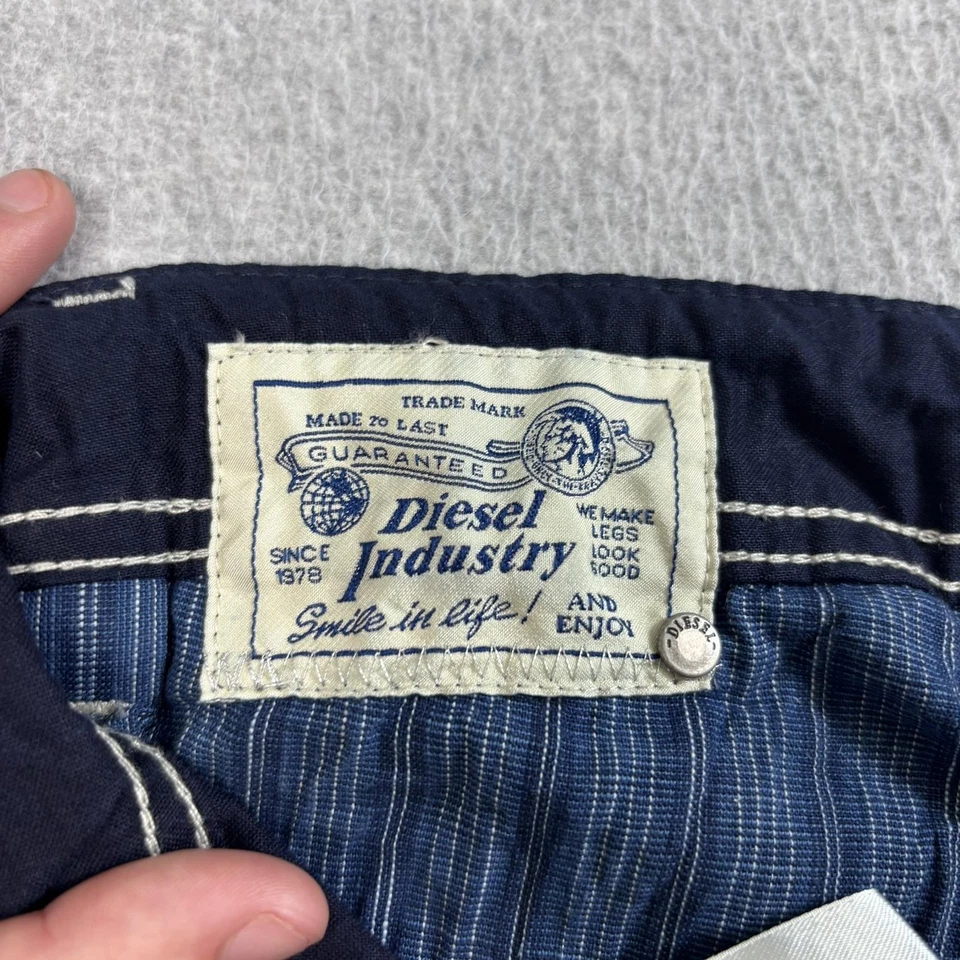 TRADE MARK
MADE TO LAST
GUARANTEED
Diesel
Industry
SINCE
1978
WE MAKE
LEGS
LOOK
GOOD
Smile in life!
AND
ENJOY
DIESEL